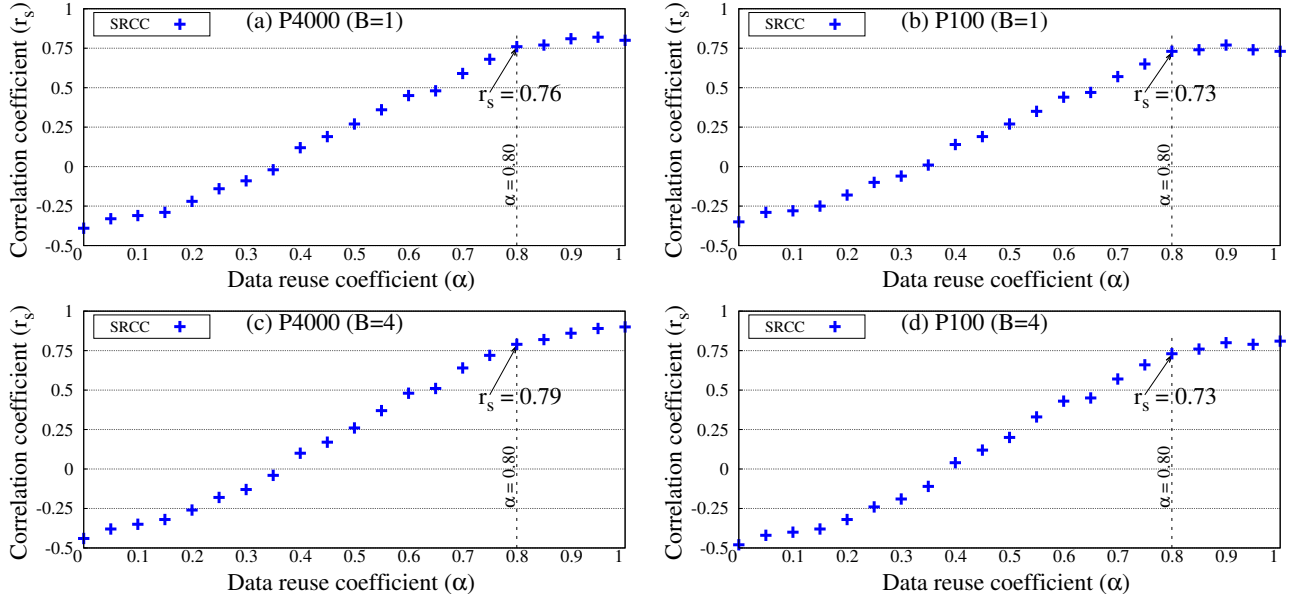 (a) P4000 (B=1)
SRCC
Correlation coefficient (rₛ)
1
0.75
0.5
0.25
0
-0.25
-0.5
rₛ = 0.76
α = 0.80
0 0.1 0.2 0.3 0.4 0.5 0.6 0.7 0.8 0.9 1
Data reuse coefficient (α)
(b) P100 (B=1)
SRCC
Correlation coefficient (rₛ)
1
0.75
0.5
0.25
0
-0.25
-0.5
rₛ = 0.73
α = 0.80
0 0.1 0.2 0.3 0.4 0.5 0.6 0.7 0.8 0.9 1
Data reuse coefficient (α)
(c) P4000 (B=4)
SRCC
Correlation coefficient (rₛ)
1
0.75
0.5
0.25
0
-0.25
-0.5
rₛ = 0.79
α = 0.80
0 0.1 0.2 0.3 0.4 0.5 0.6 0.7 0.8 0.9 1
Data reuse coefficient (α)
(d) P100 (B=4)
SRCC
Correlation coefficient (rₛ)
1
0.75
0.5
0.25
0
-0.25
-0.5
rₛ = 0.73
α = 0.80
0 0.1 0.2 0.3 0.4 0.5 0.6 0.7 0.8 0.9 1
Data reuse coefficient (α)